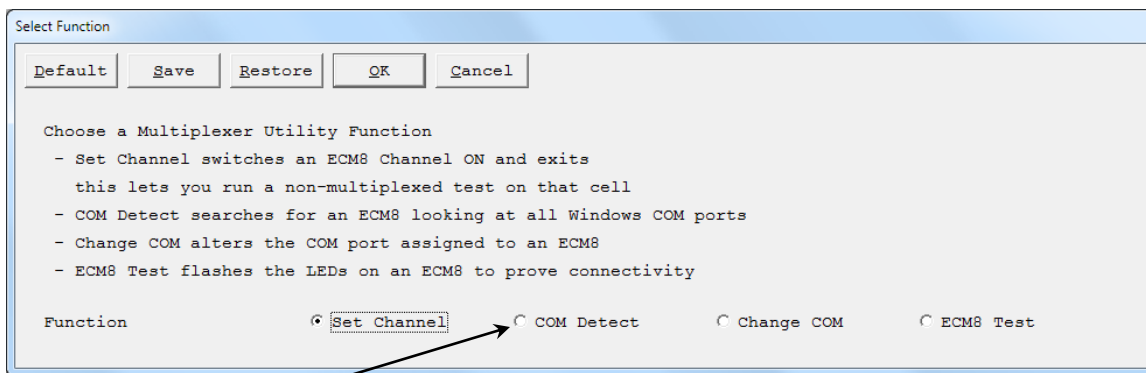 Select Function
Default Save Restore OK Cancel
Choose a Multiplexer Utility Function
- Set Channel switches an ECM8 Channel ON and exits
this lets you run a non-multiplexed test on that cell
- COM Detect searches for an ECM8 looking at all Windows COM ports
- Change COM alters the COM port assigned to an ECM8
- ECM8 Test flashes the LEDs on an ECM8 to prove connectivity
Function Set Channel COM Detect Change COM ECM8 Test